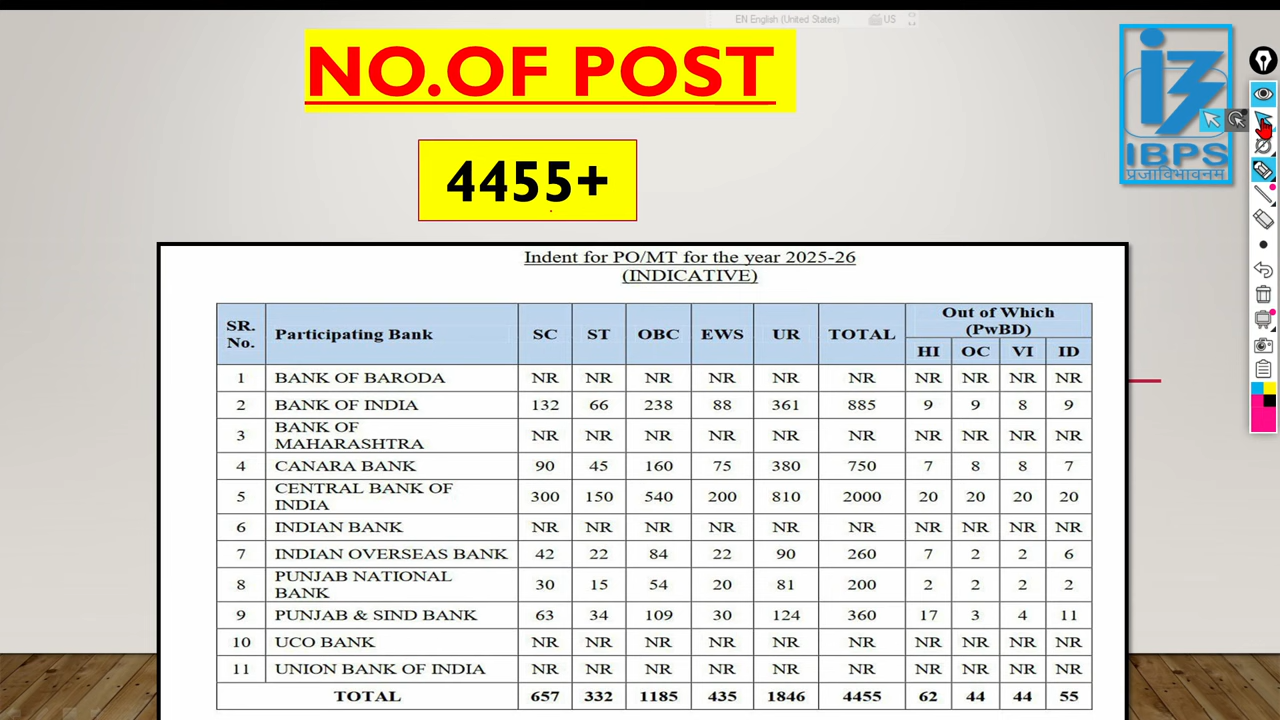 EN English (United States) US
NO.OF POST
4455+
IBPS
प्रजाविभावनम
Indent for PO/MT for the year 2025-26
(INDICATIVE)
SR. No. Participating Bank SC ST OBC EWS UR TOTAL Out of Which (PwBD)
HI OC VI ID
1 BANK OF BARODA NR NR NR NR NR NR NR NR NR NR
2 BANK OF INDIA 132 66 238 88 361 885 9 9 8 9
3 BANK OF MAHARASHTRA NR NR NR NR NR NR NR NR NR NR
4 CANARA BANK 90 45 160 75 380 750 7 8 8 7
5 CENTRAL BANK OF INDIA 300 150 540 200 810 2000 20 20 20 20
6 INDIAN BANK NR NR NR NR NR NR NR NR NR NR
7 INDIAN OVERSEAS BANK 42 22 84 22 90 260 7 2 2 6
8 PUNJAB NATIONAL BANK 30 15 54 20 81 200 2 2 2 2
9 PUNJAB & SIND BANK 63 34 109 30 124 360 17 3 4 11
10 UCO BANK NR NR NR NR NR NR NR NR NR NR
11 UNION BANK OF INDIA NR NR NR NR NR NR NR NR NR NR
TOTAL 657 332 1185 435 1846 4455 62 44 44 55